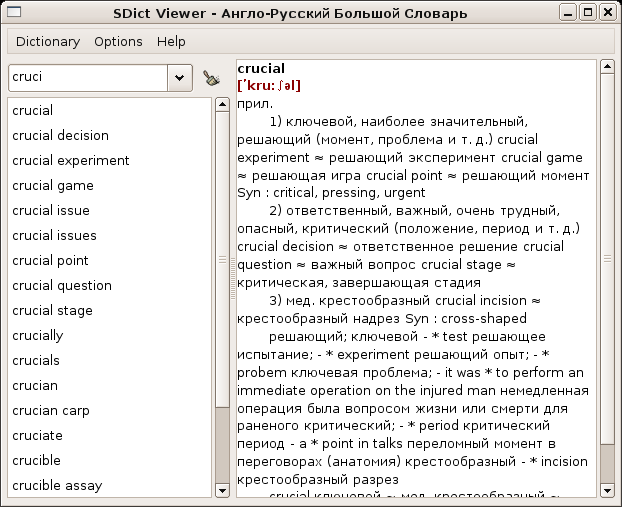 SDict Viewer - Англо-Русский Большой Словарь
Dictionary Options Help
cruci
crucial
crucial decision
crucial experiment
crucial game
crucial issue
crucial issues
crucial point
crucial question
crucial stage
crucially
crucials
crucian
crucian carp
cruciate
crucible
crucible assay
crucial
['kru:ʃəl]
прил.
1) ключевой, наиболее значительный,
решающий (момент, проблема и т. д.) crucial
experiment ≈ решающий эксперимент crucial game
≈ решающая игра crucial point ≈ решающий момент
Syn : critical, pressing, urgent
2) ответственный, важный, очень трудный,
опасный, критический (положение, период и т. д.)
crucial decision ≈ ответственное решение crucial
question ≈ важный вопрос crucial stage ≈
критическая, завершающая стадия
3) мед. крестообразный crucial incision ≈
крестообразный надрез Syn : cross-shaped
решающий; ключевой - * test решающее
испытание; - * experiment решающий опыт; - *
probem ключевая проблема; - it was * to perform an
immediate operation on the injured man немедленная
операция была вопросом жизни или смерти для
раненого критический; - * period критический
период - a * point in talks переломный момент в
переговорах (анатомия) крестообразный - * incision
крестообразный разрез
crucial ключевой ~ мед. крестообразный ~